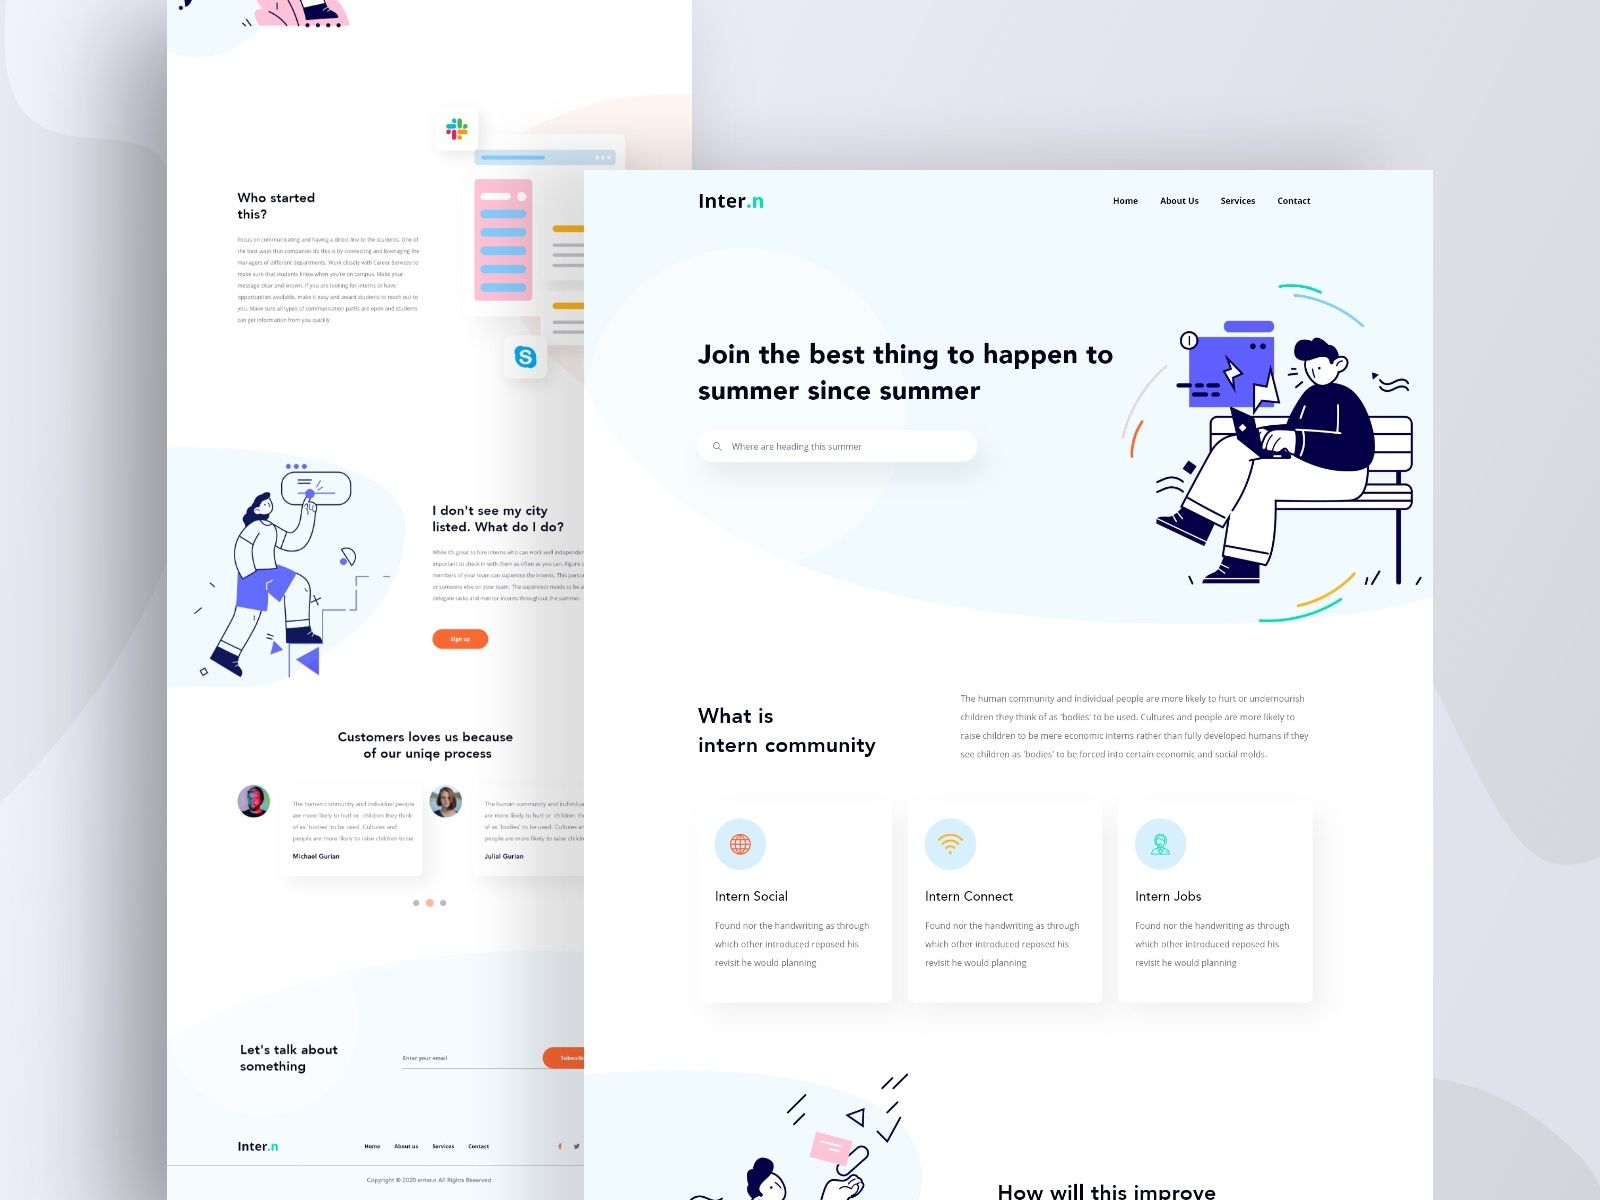 Who started
this?
Focus on communicating and having a direct line to the students. One of
the best ways that companies do this is by connecting and leveraging the
managers of different departments. Work closely with Career Services to
make sure that students know when you're on campus. Make your
message clear and known. If you are looking for interns or have
opportunities available, make it easy and award students to reach out to
you. Make sure all types of communication paths are open and students
can get information from you quickly.
I don't see my city
listed. What do I do?
While it's great to hire interns who can work well independen
important to check in with them as often as you can. Figure o
members of your team can supervise the interns. This person
or someone else on your team. The supervisor needs to be a
delegate tasks and mentor interns throughout the summer.
Sign up
Customers loves us because
of our uniqe process
The human community and individual people
are more likely to hurt or  children they think
of as 'bodies' to be used. Cultures and
people are more likely to raise children to be
Michael Gurian
The human community and individua
are more likely to hurt or  children the
of as 'bodies' to be used. Cultures and
people are more likely to raise childre
Julial Gurian
Let's talk about
something
Enter your email
Subscrib
Inter.n
Home
About us
Services
Contact
Copyright © 2020 enter.n All Rights Reserved.
Inter.n
Home
About Us
Services
Contact
Join the best thing to happen to
summer since summer
Where are heading this summer
What is
intern community
The human community and individual people are more likely to hurt or undernourish
children they think of as 'bodies' to be used. Cultures and people are more likely to
raise children to be mere economic interns rather than fully developed humans if they
see children as 'bodies' to be forced into certain economic and social molds.
Intern Social
Found nor the handwriting as through
which other introduced reposed his
revisit he would planning
Intern Connect
Found nor the handwriting as through
which other introduced reposed his
revisit he would planning
Intern Jobs
Found nor the handwriting as through
which other introduced reposed his
revisit he would planning
How will this improve